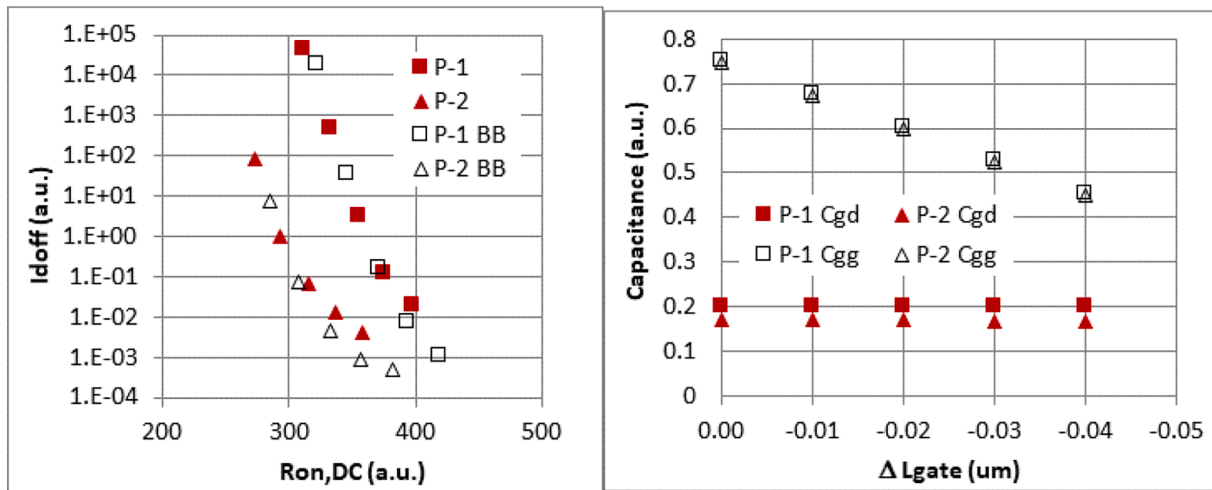 1.E+05
1.E+04
1.E+03
1.E+02
1.E+01
1.E+00
1.E-01
1.E-02
1.E-03
1.E-04
Idoff (a.u.)
P-1
P-2
P-1 BB
P-2 BB
200 300 400 500
Ron,DC (a.u.)
0.8
0.7
0.6
0.5
0.4
0.3
0.2
0.1
0
Capacitance (a.u.)
P-1 Cgd P-2 Cgd
P-1 Cgg P-2 Cgg
0.00 -0.01 -0.02 -0.03 -0.04 -0.05
Δ Lgate (um)